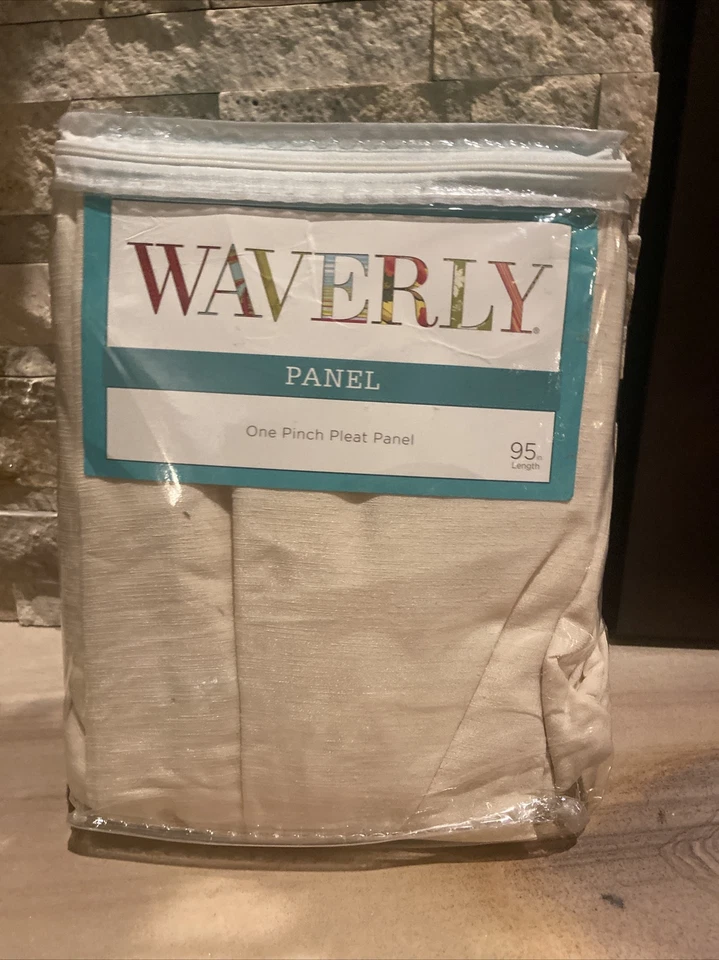 WAVERLY®
PANEL
One Pinch Pleat Panel
95in
Length